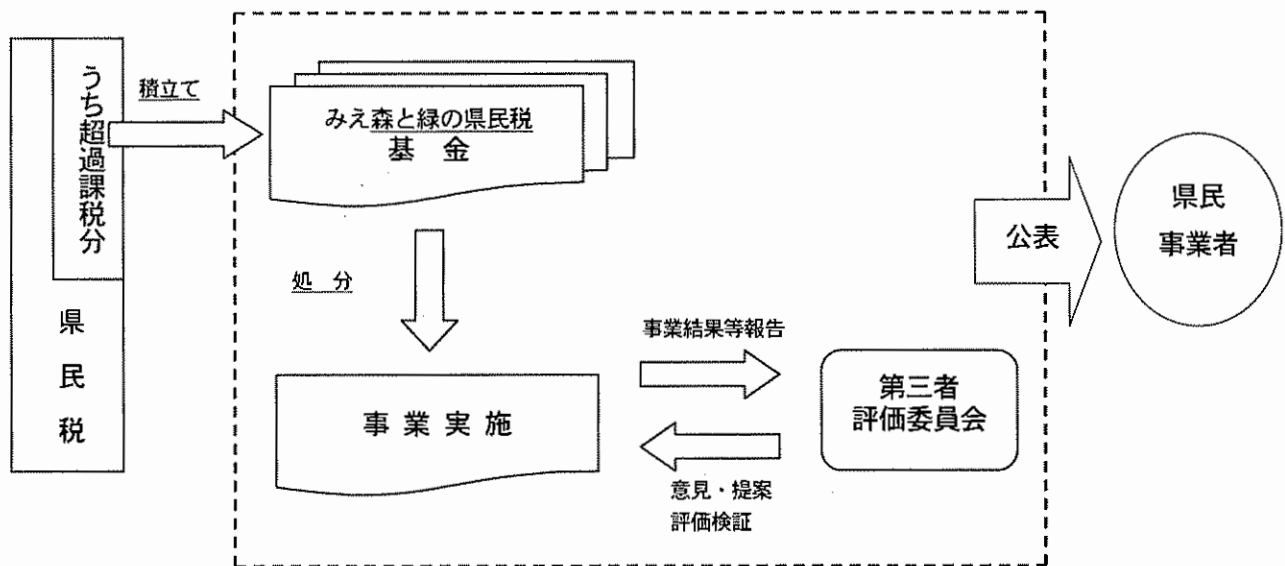 うち超過課税分
県民税
積立て
みえ森と緑の県民税
基　金
処　分
事 業 実 施
事業結果等報告
意見・提案
評価検証
第三者
評価委員会
公表
県民
事業者